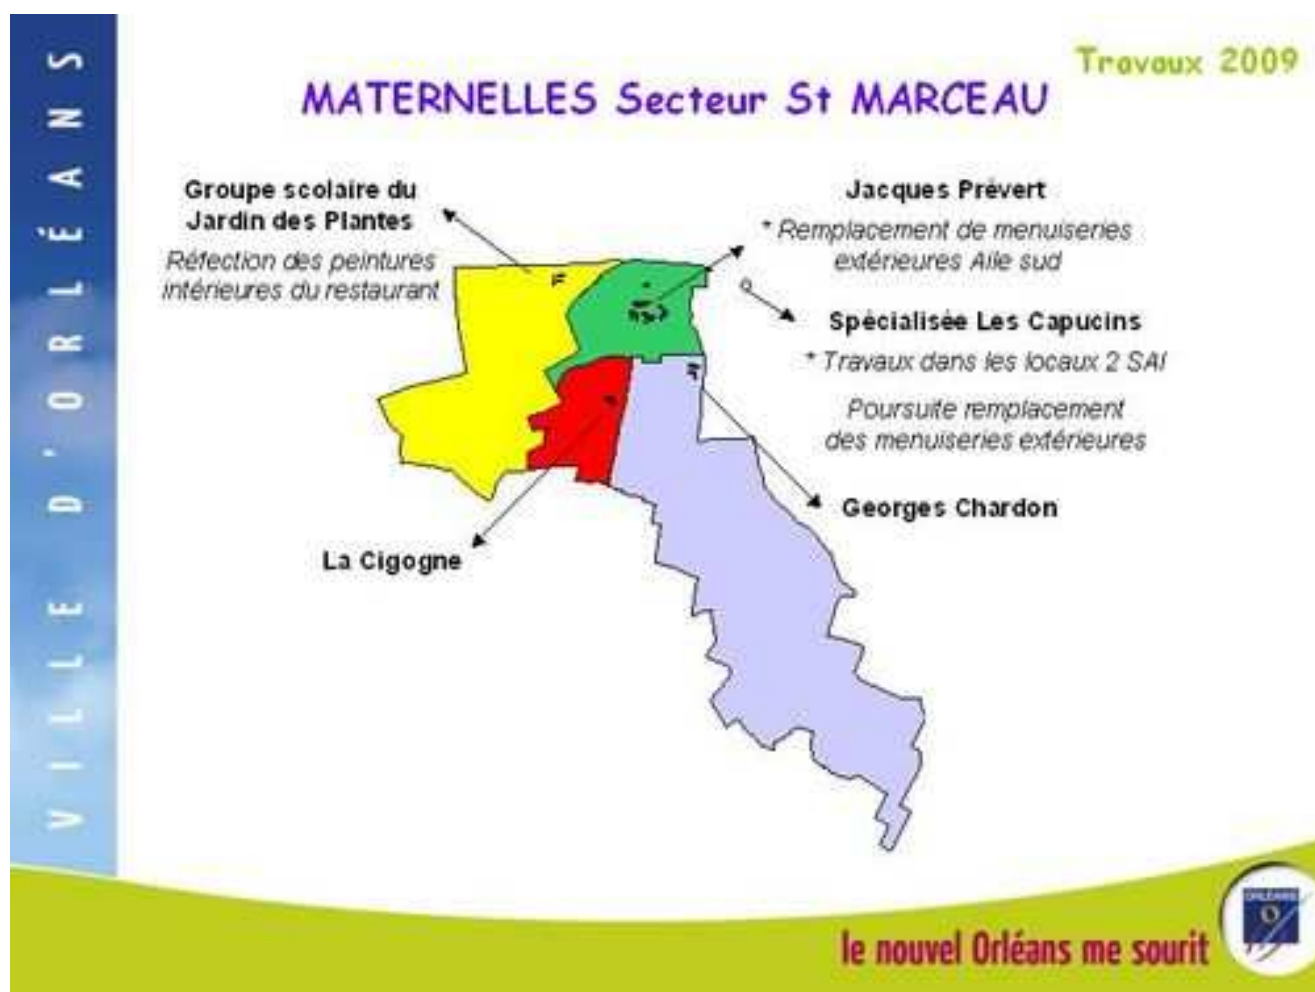 VILLE D'ORLÉANS
Travaux 2009
MATERNELLES Secteur St MARCEAU
Groupe scolaire du
Jardin des Plantes
Réfection des peintures
intérieures du restaurant
Jacques Prévert
* Remplacement de menuiseries
extérieures Aile sud
Spécialisée Les Capucins
* Travaux dans les locaux 2 SAI
Poursuite remplacement
des menuiseries extérieures
Georges Chardon
La Cigogne
le nouvel Orléans me sourit
ORLÉANS